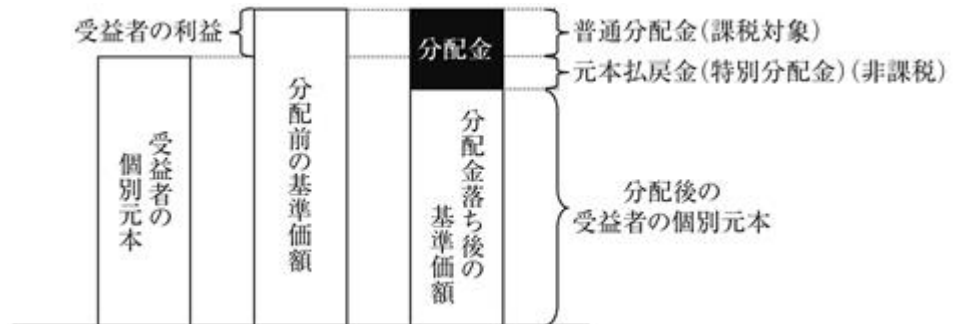 受益者の利益
分配金
普通分配金(課税対象)
元本払戻金(特別分配金)(非課税)
受益者の
個別元本
分配前の基準価額
分配金落ち後の
基準価額
分配後の
受益者の個別元本